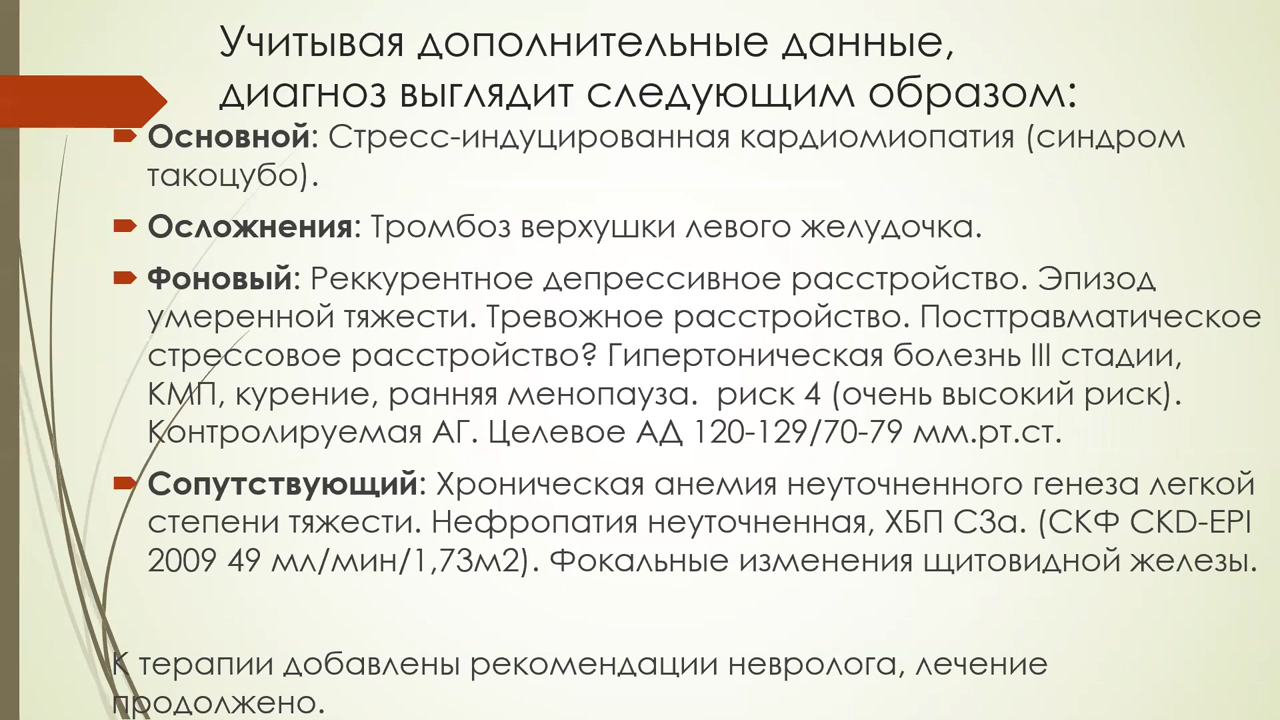 Учитывая дополнительные данные,
диагноз выглядит следующим образом:
Основной: Стресс-индуцированная кардиомиопатия (синдром
такоцубо).
Осложнения: Тромбоз верхушки левого желудочка.
Фоновый: Реккурентное депрессивное расстройство. Эпизод
умеренной тяжести. Тревожное расстройство. Посттравматическое
стрессовое расстройство? Гипертоническая болезнь III стадии,
КМП, курение, ранняя менопауза.  риск 4 (очень высокий риск).
Контролируемая АГ. Целевое АД 120-129/70-79 мм.рт.ст.
Сопутствующий: Хроническая анемия неуточненного генеза легкой
степени тяжести. Нефропатия неуточненная, ХБП С3а. (СКФ CKD-EPI
2009 49 мл/мин/1,73м2). Фокальные изменения щитовидной железы.
К терапии добавлены рекомендации невролога, лечение
продолжено.